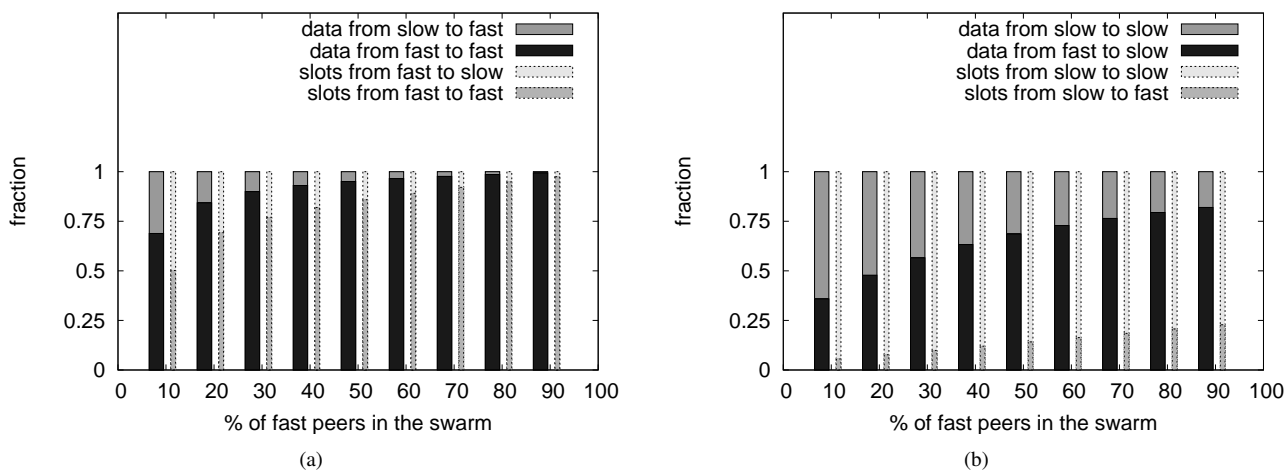 data from slow to fast
data from fast to fast
slots from fast to slow
slots from fast to fast
1
0.75
0.5
0.25
0
fraction
0 10 20 30 40 50 60 70 80 90 100
% of fast peers in the swarm
(a)
data from slow to slow
data from fast to slow
slots from slow to slow
slots from slow to fast
1
0.75
0.5
0.25
0
fraction
0 10 20 30 40 50 60 70 80 90 100
% of fast peers in the swarm
(b)